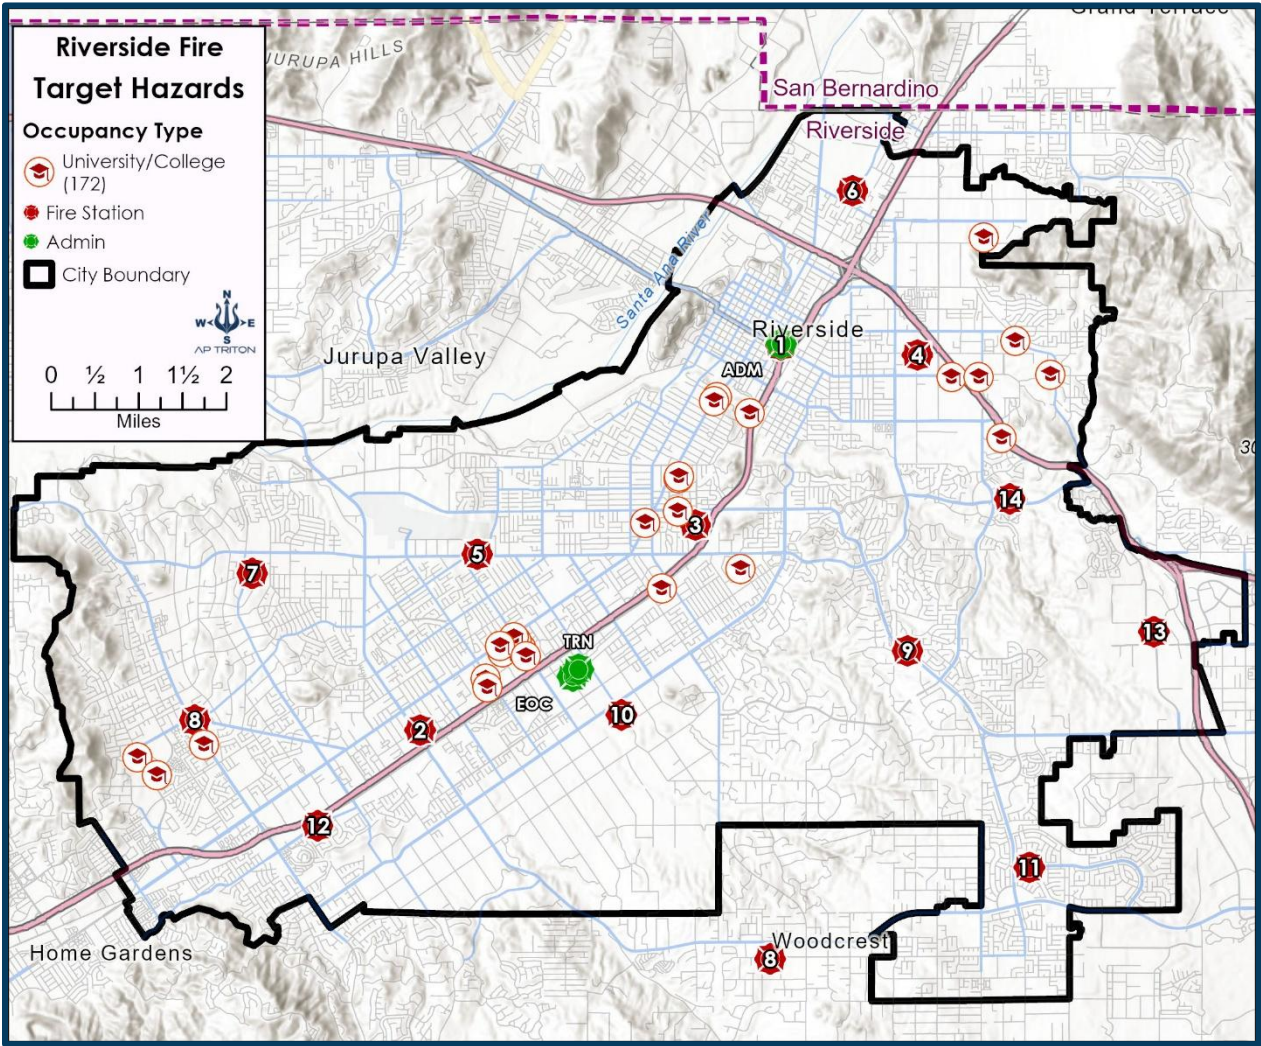 Grand Terrace
Riverside Fire
Target Hazards
JURUPA HILLS
San Bernardino
Riverside
Occupancy Type
University/College
(172)
Fire Station
Admin
City Boundary
N
W E
S
AP TRITON
0 ½ 1 1½ 2
Miles
6
Santa Ana River
Riverside
1
ADM
4
Jurupa Valley
14
3
5
7
13
TRN
9
EOC
10
8
2
12
11
Woodcrest
8
Home Gardens